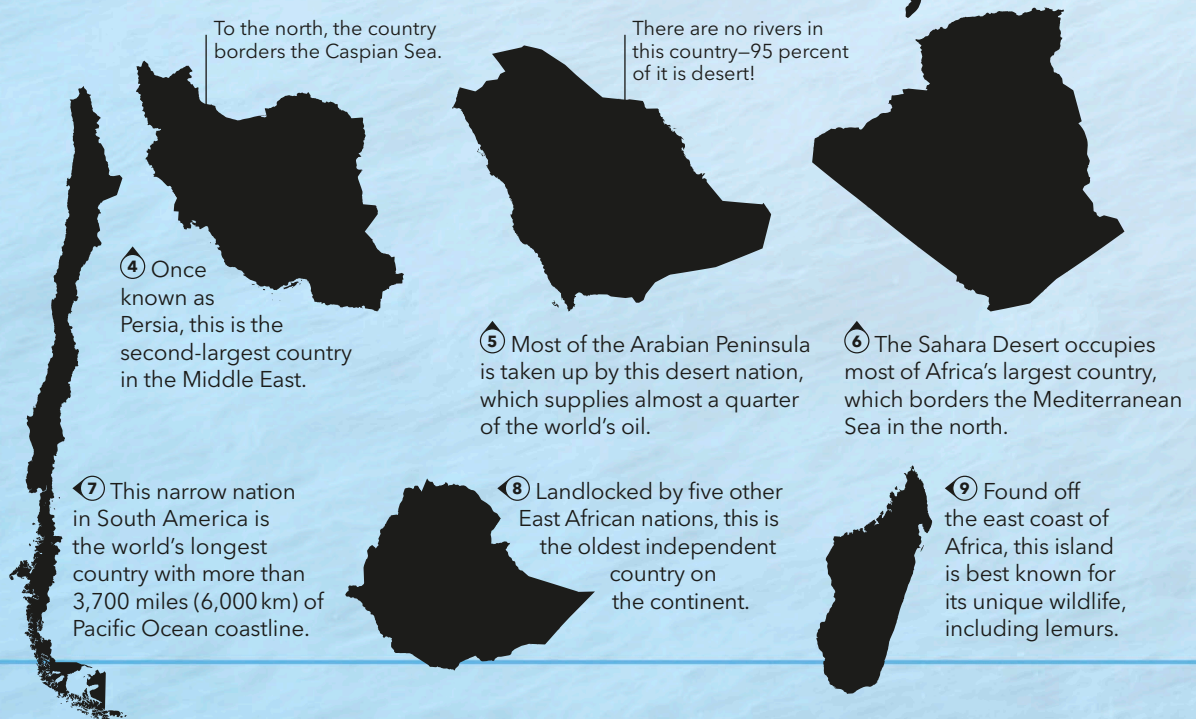 To the north, the country
borders the Caspian Sea.
There are no rivers in
this country—95 percent
of it is desert!
4 Once
known as
Persia, this is the
second-largest country
in the Middle East.
5 Most of the Arabian Peninsula
is taken up by this desert nation,
which supplies almost a quarter
of the world’s oil.
6 The Sahara Desert occupies
most of Africa’s largest country,
which borders the Mediterranean
Sea in the north.
7 This narrow nation
in South America is
the world’s longest
country with more than
3,700 miles (6,000 km) of
Pacific Ocean coastline.
8 Landlocked by five other
East African nations, this is
the oldest independent
country on
the continent.
9 Found off
the east coast of
Africa, this island
is best known for
its unique wildlife,
including lemurs.